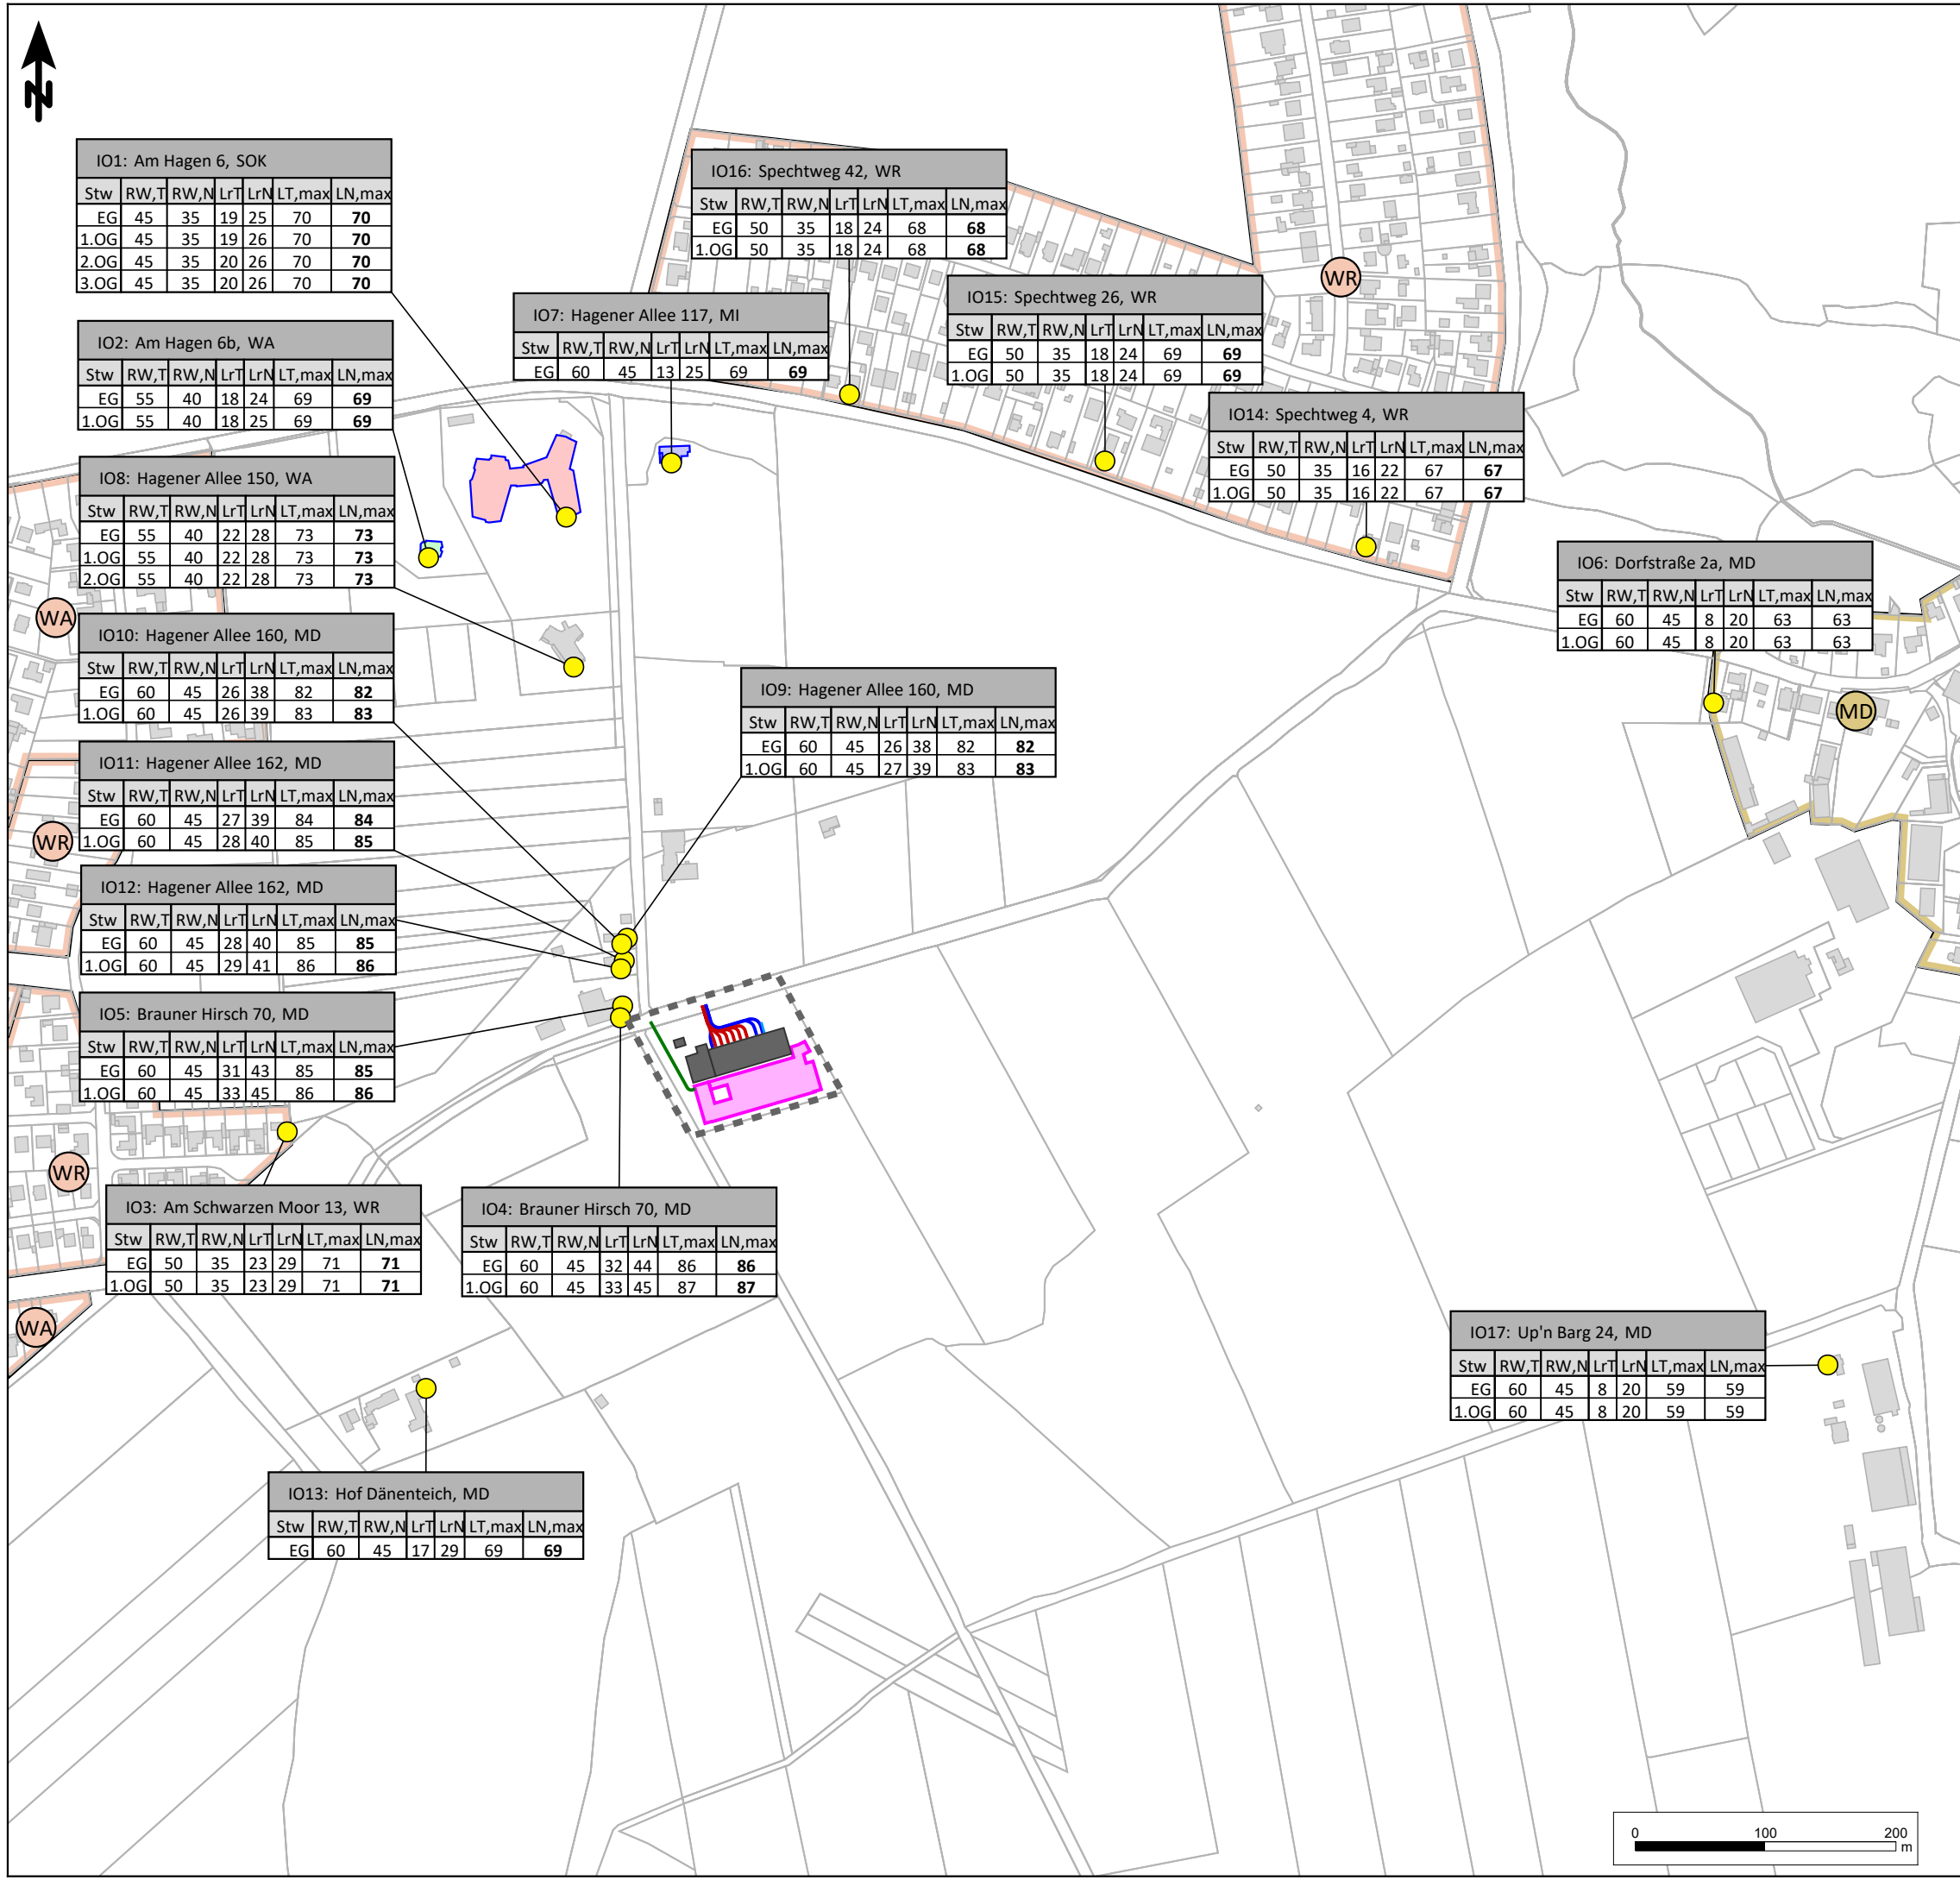 N
IO1: Am Hagen 6, SOK
Stw RW,T RW,N LrT LrN LT,max LN,max
EG 45 35 19 25 70 70
1.OG 45 35 19 26 70 70
2.OG 45 35 20 26 70 70
3.OG 45 35 20 26 70 70
IO16: Spechtweg 42, WR
Stw RW,T RW,N LrT LrN LT,max LN,max
EG 50 35 18 24 68 68
1.OG 50 35 18 24 68 68
WR
IO15: Spechtweg 26, WR
Stw RW,T RW,N LrT LrN LT,max LN,max
EG 50 35 18 24 69 69
1.OG 50 35 18 24 69 69
IO7: Hagener Allee 117, MI
Stw RW,T RW,N LrT LrN LT,max LN,max
EG 60 45 13 25 69 69
IO2: Am Hagen 6b, WA
Stw RW,T RW,N LrT LrN LT,max LN,max
EG 55 40 18 24 69 69
1.OG 55 40 18 25 69 69
IO14: Spechtweg 4, WR
Stw RW,T RW,N LrT LrN LT,max LN,max
EG 50 35 16 22 67 67
1.OG 50 35 16 22 67 67
IO8: Hagener Allee 150, WA
Stw RW,T RW,N LrT LrN LT,max LN,max
EG 55 40 22 28 73 73
1.OG 55 40 22 28 73 73
2.OG 55 40 22 28 73 73
IO6: Dorfstraße 2a, MD
Stw RW,T RW,N LrT LrN LT,max LN,max
EG 60 45 8 20 63 63
1.OG 60 45 8 20 63 63
WA
IO10: Hagener Allee 160, MD
Stw RW,T RW,N LrT LrN LT,max LN,max
EG 60 45 26 38 82 82
1.OG 60 45 26 39 83 83
IO9: Hagener Allee 160, MD
Stw RW,T RW,N LrT LrN LT,max LN,max
EG 60 45 26 38 82 82
1.OG 60 45 27 39 83 83
MD
IO11: Hagener Allee 162, MD
Stw RW,T RW,N LrT LrN LT,max LN,max
EG 60 45 27 39 84 84
1.OG 60 45 28 40 85 85
WR
IO12: Hagener Allee 162, MD
Stw RW,T RW,N LrT LrN LT,max LN,max
EG 60 45 28 40 85 85
1.OG 60 45 29 41 86 86
IO5: Brauner Hirsch 70, MD
Stw RW,T RW,N LrT LrN LT,max LN,max
EG 60 45 31 43 85 85
1.OG 60 45 33 45 86 86
WR
IO3: Am Schwarzen Moor 13, WR
Stw RW,T RW,N LrT LrN LT,max LN,max
EG 50 35 23 29 71 71
1.OG 50 35 23 29 71 71
IO4: Brauner Hirsch 70, MD
Stw RW,T RW,N LrT LrN LT,max LN,max
EG 60 45 32 44 86 86
1.OG 60 45 33 45 87 87
WA
IO17: Up'n Barg 24, MD
Stw RW,T RW,N LrT LrN LT,max LN,max
EG 60 45 8 20 59 59
1.OG 60 45 8 20 59 59
IO13: Hof Dänenteich, MD
Stw RW,T RW,N LrT LrN LT,max LN,max
EG 60 45 17 29 69 69
0 100 200
m